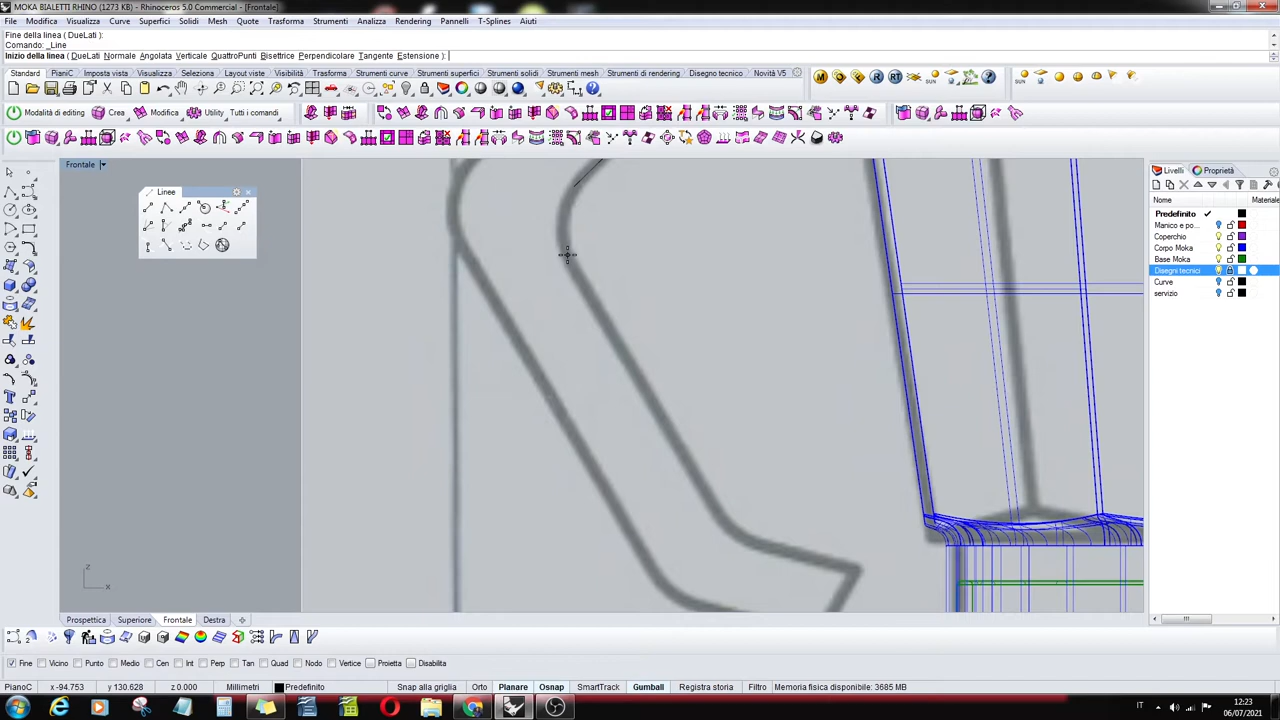 MOKA BIALETTI RHINO (1273 KB) - Rhinoceros 5.0 Commercial - [Frontale]
File Modifica Visualizza Curve Superfici Solidi Mesh Quote Trasforma Strumenti Analizza Rendering Pannelli T-Splines Aiuti
Fine della linea ( DueLati ):
Comando: _Line
Inizio della linea ( DueLati Normale Angolata Verticale QuattroPunti Bisettrice Perpendicolare Tangente Estensione ):
Standard PianiC Imposta vista Visualizza Selezione Layout viste Visibilità Trasforma Strumenti curve Strumenti superfici Strumenti solidi Strumenti mesh Strumenti di rendering Disegno tecnico Novità V5
Modalità di editing Crea Modifica Utility Tutti i comandi
Frontale
Linee
Livelli Proprietà
Nome Materiale
Predefinito
Manico e po...
Coperchio
Corpo Moka
Base Moka
Disegni tecnici
Curve
servizio
z
x
Prospettica Superiore Frontale Destra
Fine Vicino Punto Medio Cen Int Perp Tan Quad Nodo Vertice Proietta Disabilita
PianoC x -94.753 y 130.628 z 0.000 Millimetri Predefinito Snap alla griglia Orto Planare Osnap SmartTrack Gumball Registra storia Filtro Memoria fisica disponibile: 3685 MB
IT 12:23
06/07/2021